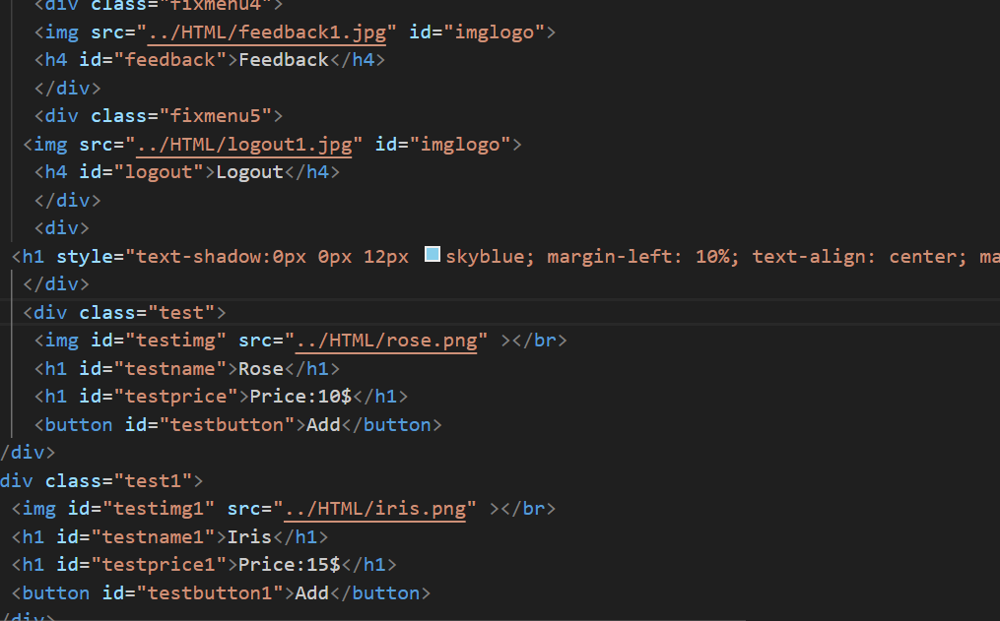 <div class="fixmenu4">
<img src="../HTML/feedback1.jpg" id="imglogo">
<h4 id="feedback">Feedback</h4>
</div>
<div class="fixmenu5">
<img src="../HTML/logout1.jpg" id="imglogo">
<h4 id="logout">Logout</h4>
</div>
<div>
<h1 style="text-shadow:0px 0px 12px skyblue; margin-left: 10%; text-align: center; ma
</div>
<div class="test">
<img id="testimg" src="../HTML/rose.png" ></br>
<h1 id="testname">Rose</h1>
<h1 id="testprice">Price:10$</h1>
<button id="testbutton">Add</button>
/div>
div class="test1">
<img id="testimg1" src="../HTML/iris.png" ></br>
<h1 id="testname1">Iris</h1>
<h1 id="testprice1">Price:15$</h1>
<button id="testbutton1">Add</button>
/div>